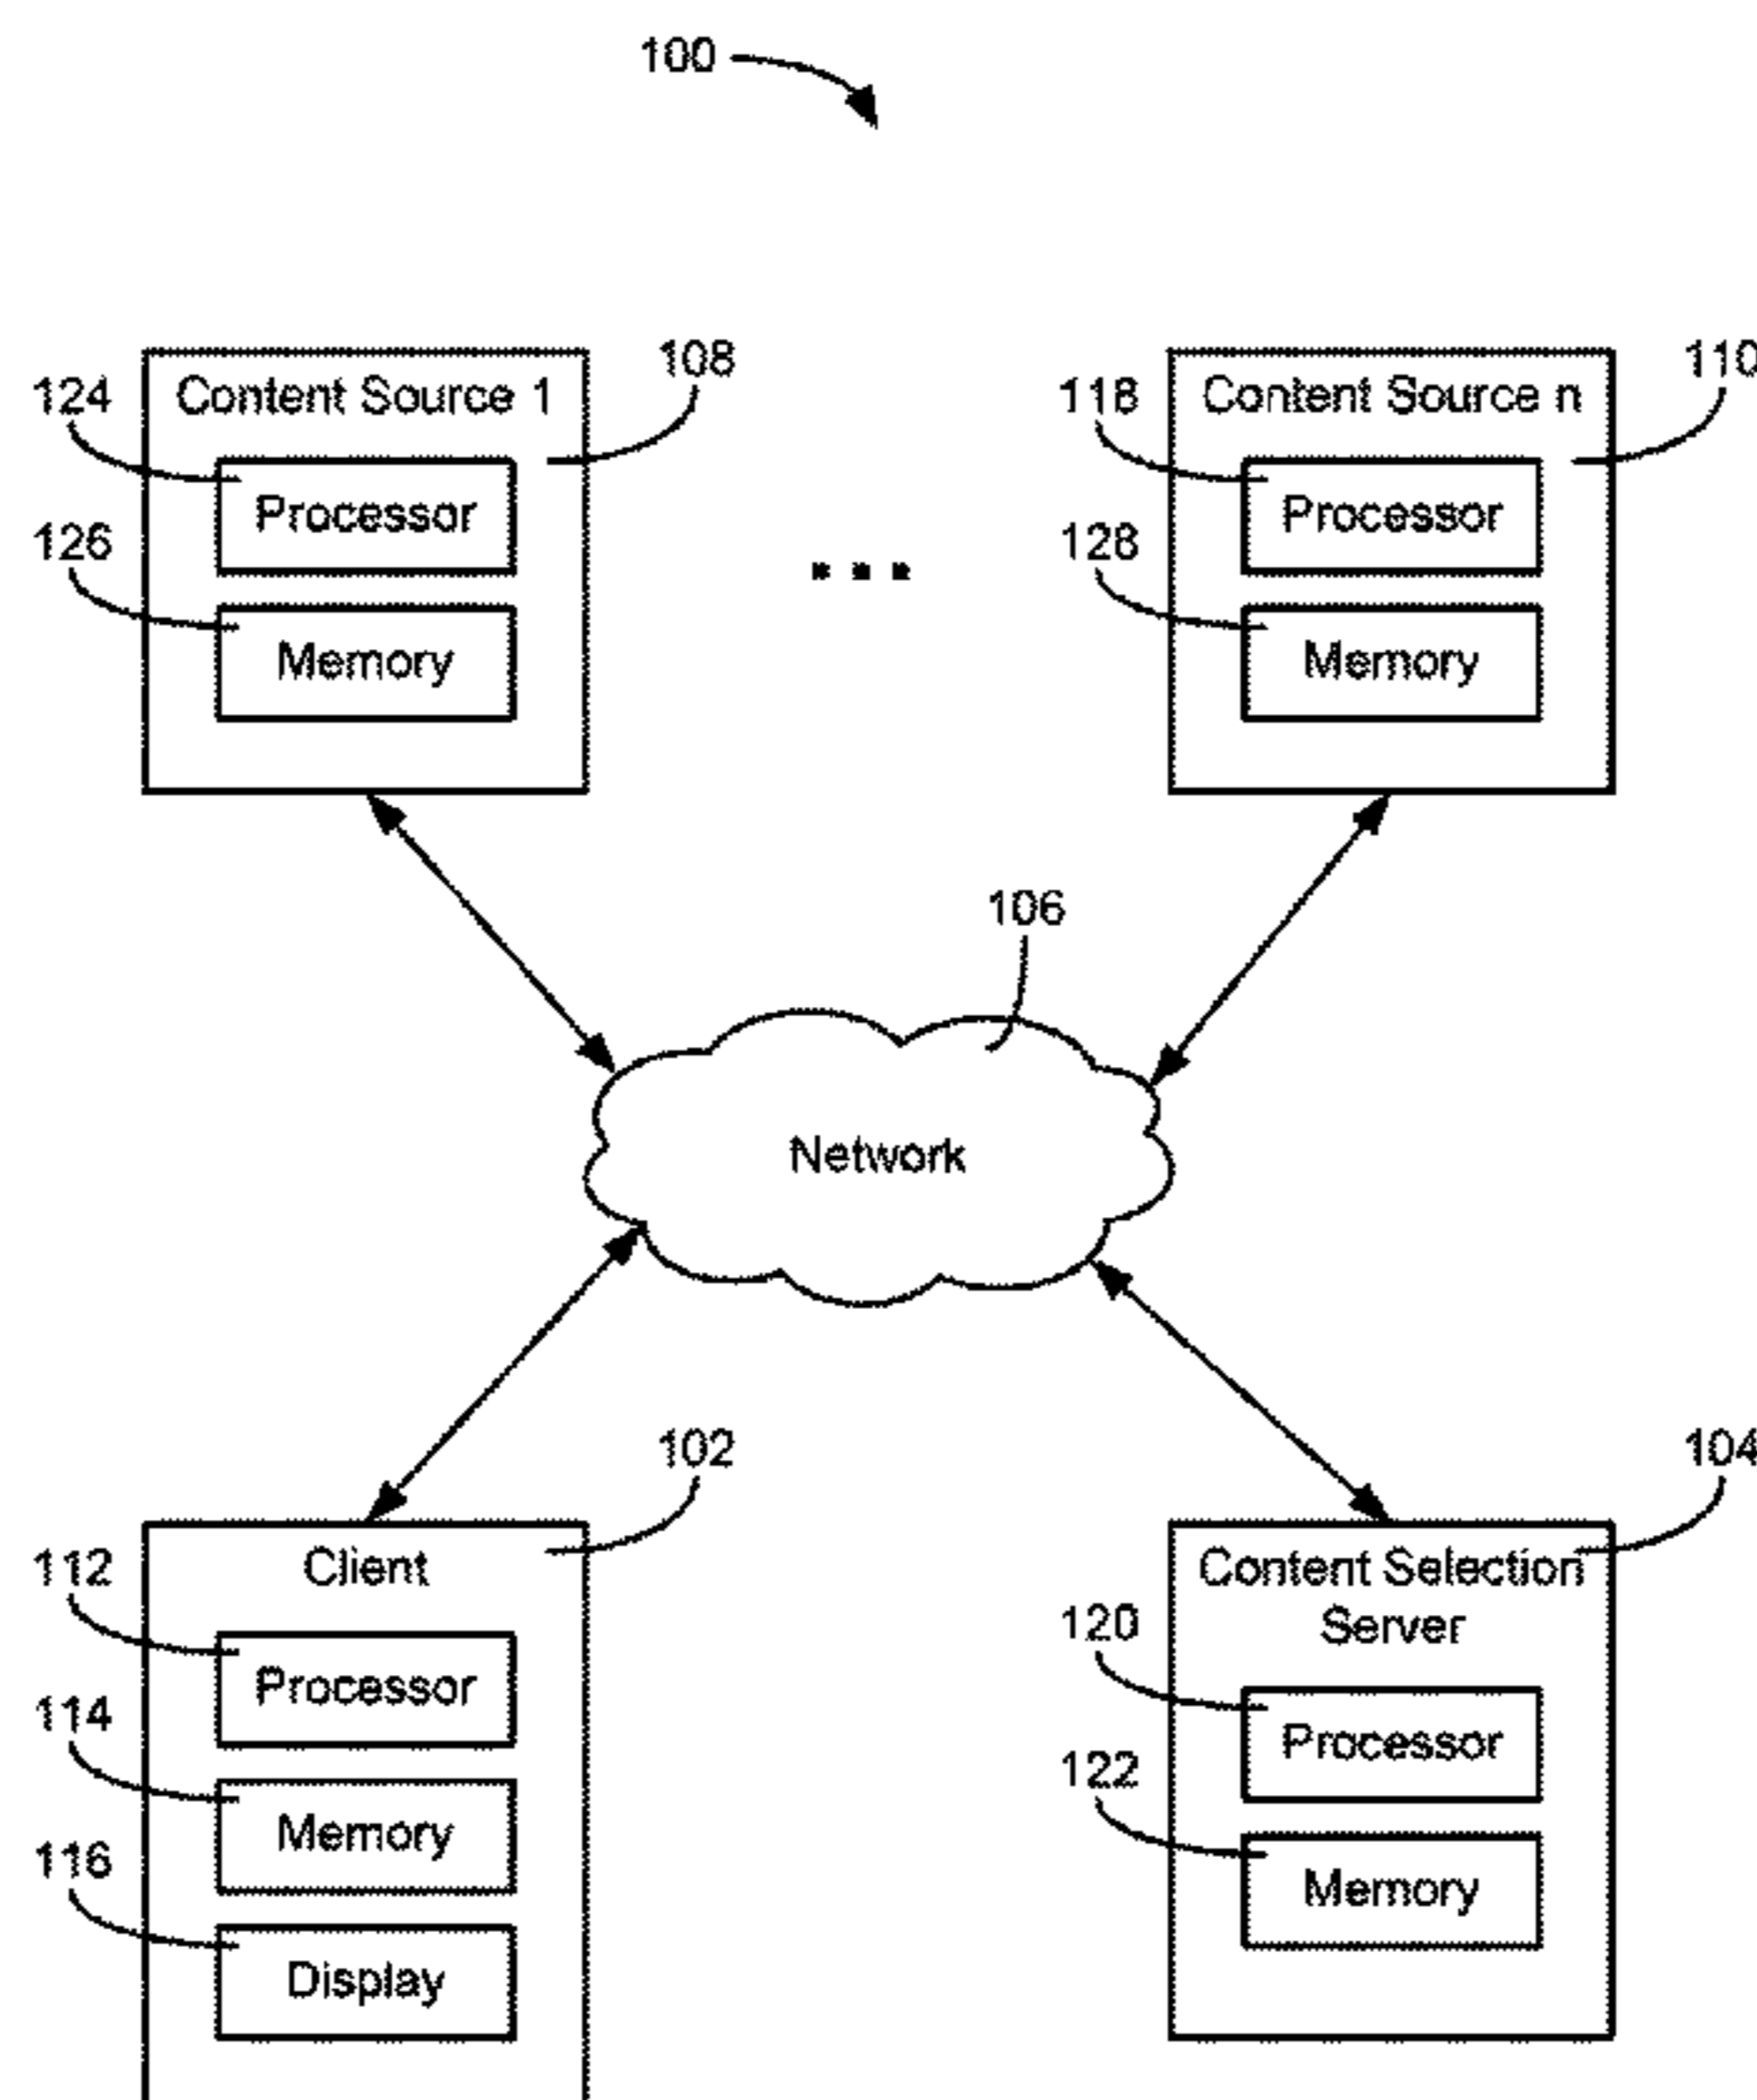 100
108
110
124
Content Source 1
118
Content Source n
Processor
Processor
126
128
Memory
Memory
106
Network
102
104
112
Client
Content Selection
Server
120
Processor
Processor
114
122
Memory
Memory
116
Display